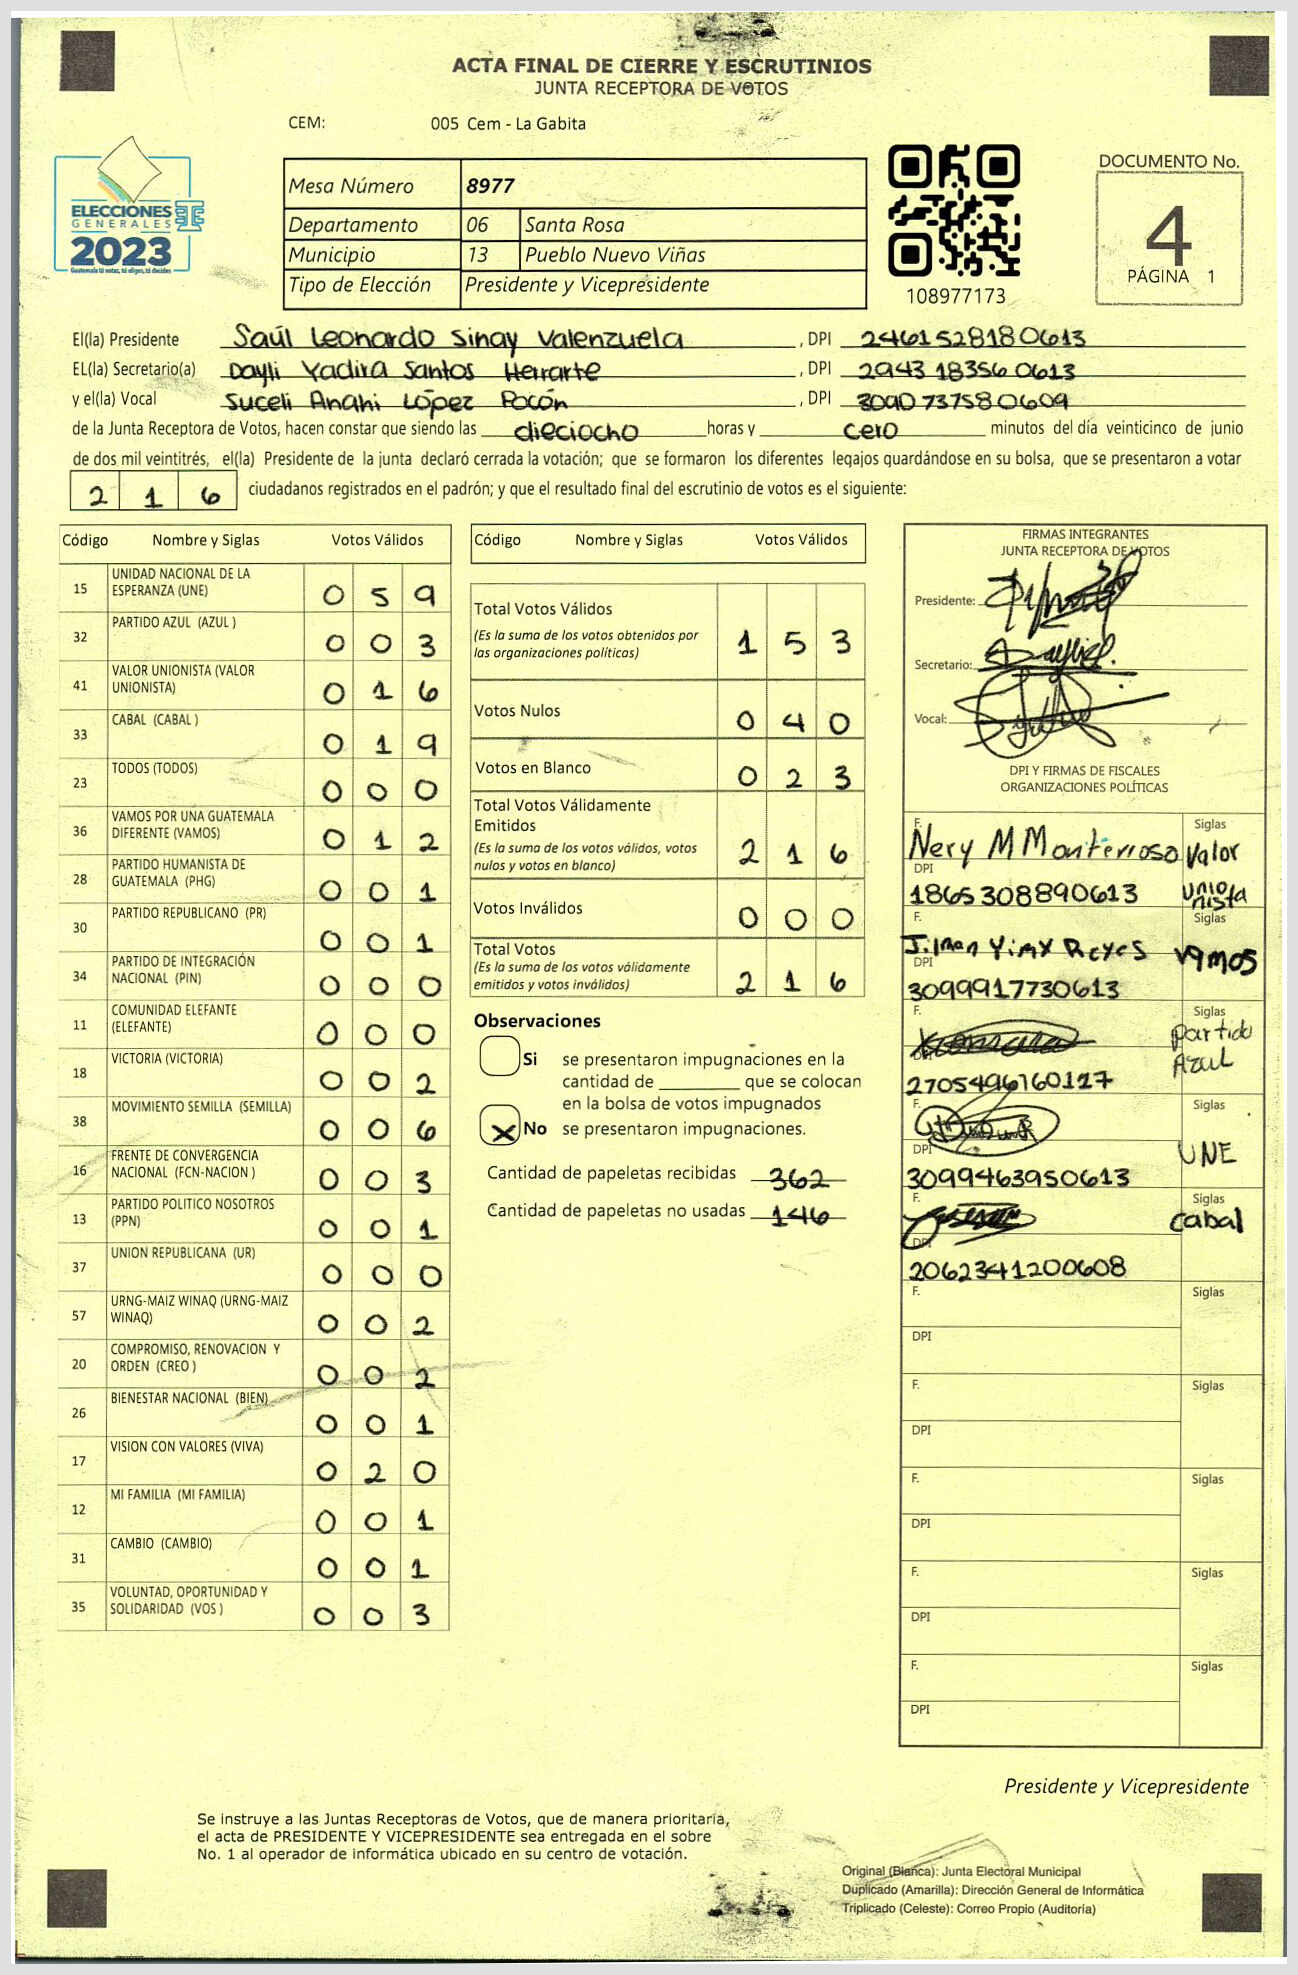 ACTA FINAL DE CIERRE Y ESCRUTINIOS
JUNTA RECEPTORA DE VOTOS
CEM: 005 Cem - La Gabita
ELECCIONES
GENERALES
2023
Guatemala tú votas, tú eliges, tú decides
Mesa Número 8977
Departamento 06 Santa Rosa
Municipio 13 Pueblo Nuevo Viñas
Tipo de Elección Presidente y Vicepresidente
108977173
DOCUMENTO No.
4
PÁGINA 1
El(la) Presidente Saúl Leonardo Sinay Valenzuela , DPI 2461528180613
EL(la) Secretario(a) Dayli Yadira Santos Herrarte , DPI 2943183560613
y el(la) Vocal Suceli Anahi López Pocón , DPI 3090737580609
de la Junta Receptora de Votos, hacen constar que siendo las dieciocho horas y cero minutos del día veinticinco de junio
de dos mil veintitrés, el(la) Presidente de la junta declaró cerrada la votación; que se formaron los diferentes legajos guardándose en su bolsa, que se presentaron a votar
2 1 6 ciudadanos registrados en el padrón; y que el resultado final del escrutinio de votos es el siguiente:
Código Nombre y Siglas Votos Válidos
15 UNIDAD NACIONAL DE LA
ESPERANZA (UNE) 0 5 9
32 PARTIDO AZUL (AZUL ) 0 0 3
41 VALOR UNIONISTA (VALOR
UNIONISTA) 0 1 6
33 CABAL (CABAL ) 0 1 9
23 TODOS (TODOS) 0 0 0
36 VAMOS POR UNA GUATEMALA
DIFERENTE (VAMOS) 0 1 2
28 PARTIDO HUMANISTA DE
GUATEMALA (PHG) 0 0 1
30 PARTIDO REPUBLICANO (PR) 0 0 1
34 PARTIDO DE INTEGRACIÓN
NACIONAL (PIN) 0 0 0
11 COMUNIDAD ELEFANTE
(ELEFANTE) 0 0 0
18 VICTORIA (VICTORIA) 0 0 2
38 MOVIMIENTO SEMILLA (SEMILLA) 0 0 6
16 FRENTE DE CONVERGENCIA
NACIONAL (FCN-NACION ) 0 0 3
13 PARTIDO POLITICO NOSOTROS
(PPN) 0 0 1
37 UNION REPUBLICANA (UR) 0 0 0
57 URNG-MAIZ WINAQ (URNG-MAIZ
WINAQ) 0 0 2
20 COMPROMISO, RENOVACION Y
ORDEN (CREO ) 0 0 2
26 BIENESTAR NACIONAL (BIEN) 0 0 1
17 VISION CON VALORES (VIVA) 0 2 0
12 MI FAMILIA (MI FAMILIA) 0 0 1
31 CAMBIO (CAMBIO) 0 0 1
35 VOLUNTAD, OPORTUNIDAD Y
SOLIDARIDAD (VOS ) 0 0 3
Código Nombre y Siglas Votos Válidos
Total Votos Válidos
(Es la suma de los votos obtenidos por
las organizaciones políticas) 1 5 3
Votos Nulos 0 4 0
Votos en Blanco 0 2 3
Total Votos Válidamente
Emitidos
(Es la suma de los votos válidos, votos
nulos y votos en blanco) 2 1 6
Votos Inválidos 0 0 0
Total Votos
(Es la suma de los votos válidamente
emitidos y votos inválidos) 2 1 6
Observaciones
Si se presentaron impugnaciones en la
cantidad de ________ que se colocan
en la bolsa de votos impugnados
X No se presentaron impugnaciones.
Cantidad de papeletas recibidas 362
Cantidad de papeletas no usadas 146
FIRMAS INTEGRANTES
JUNTA RECEPTORA DE VOTOS
Presidente:
Secretario:
Vocal:
DPI Y FIRMAS DE FISCALES
ORGANIZACIONES POLÍTICAS
F. Nery M Monterroso Siglas Valor
DPI 1865308890613 Unio
nista
F. Yimy Reyes Siglas Vamos
DPI 3099917730613
F. Siglas Partido
Azul
DPI 2705496160117
F. Siglas
DPI 3099463950613 UNE
F. Siglas Cabal
DPI 2062341200608
F. Siglas
DPI
F. Siglas
DPI
F. Siglas
DPI
F. Siglas
DPI
F. Siglas
DPI
Presidente y Vicepresidente
Se instruye a las Juntas Receptoras de Votos, que de manera prioritaria,
el acta de PRESIDENTE Y VICEPRESIDENTE sea entregada en el sobre
No. 1 al operador de informática ubicado en su centro de votación.
Original (Blanca): Junta Electoral Municipal
Duplicado (Amarilla): Dirección General de Informática
Triplicado (Celeste): Correo Propio (Auditoría)